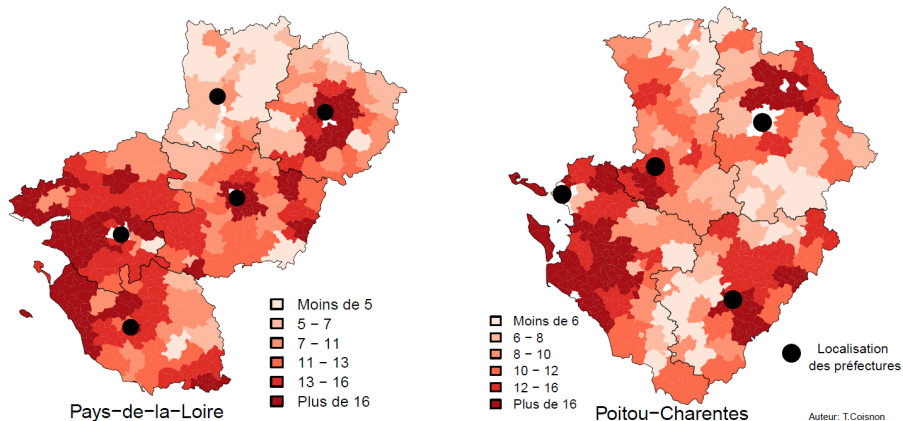 Moins de 5
5 – 7
7 – 11
11 – 13
13 – 16
Plus de 16
Pays–de–la–Loire
Moins de 6
6 – 8
8 – 10
10 – 12
12 – 16
Plus de 16
Poitou–Charentes
Localisation
des préfectures
Auteur: T.Coisnon